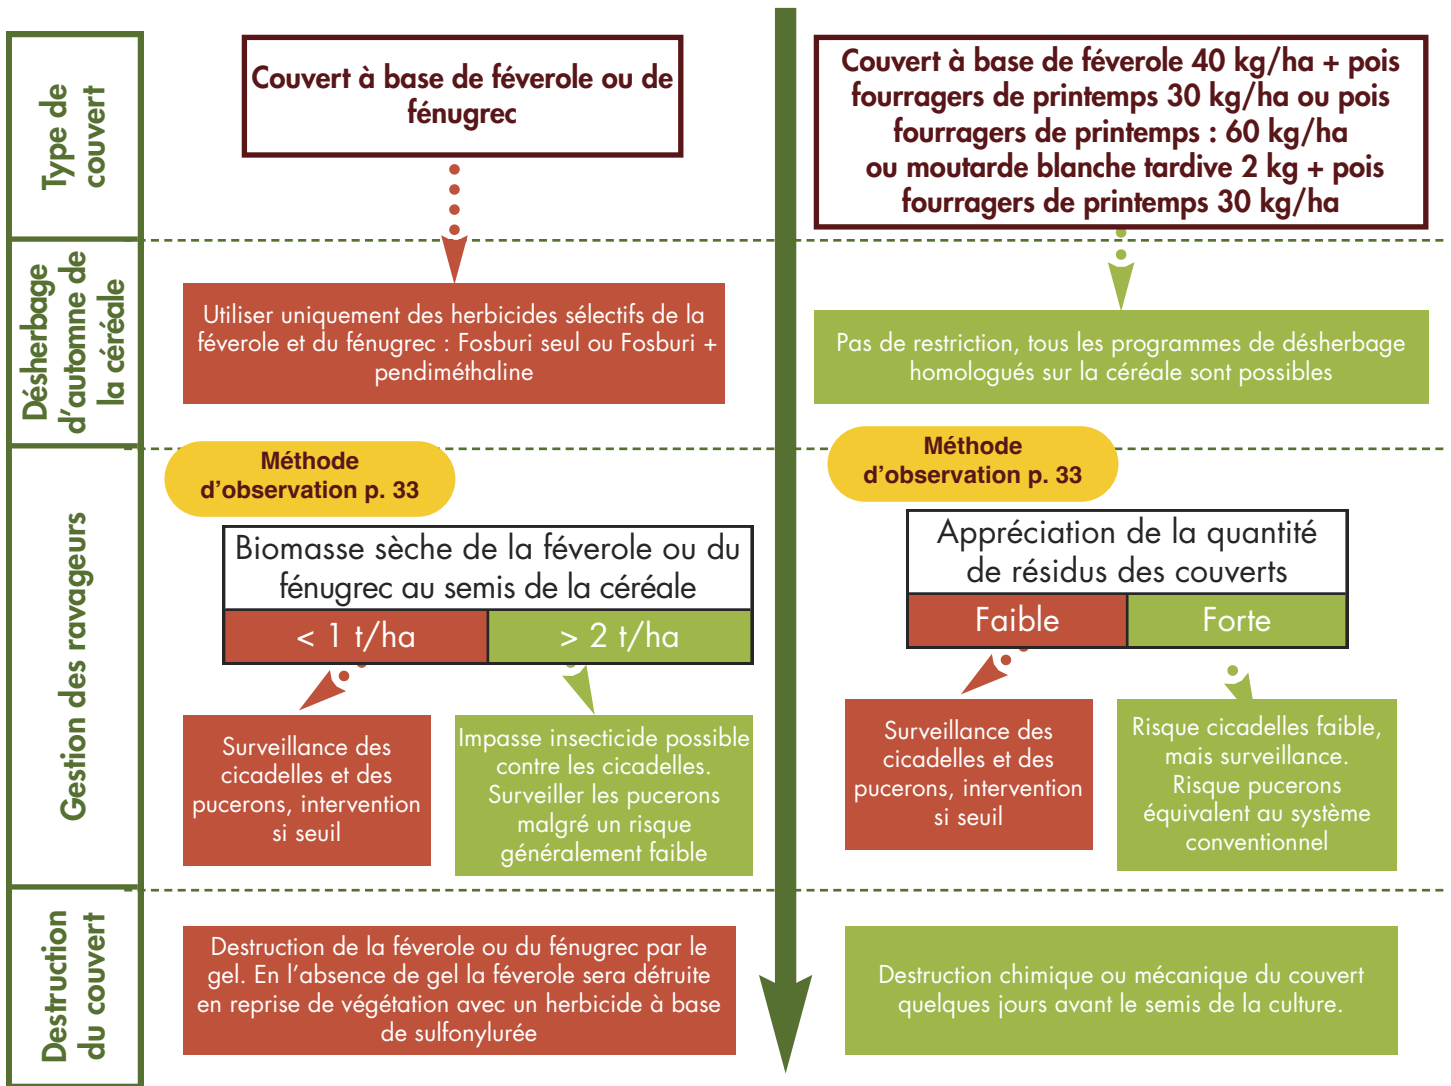 Type de
couvert
Couvert à base de féverole ou de
fénugrec
Couvert à base de féverole 40 kg/ha + pois
fourragers de printemps 30 kg/ha ou pois
fourragers de printemps : 60 kg/ha
ou moutarde blanche tardive 2 kg + pois
fourragers de printemps 30 kg/ha
Désherbage
d'automne de
la céréale
Utiliser uniquement des herbicides sélectifs de la
féverole et du fénugrec : Fosburi seul ou Fosburi +
pendiméthaline
Pas de restriction, tous les programmes de désherbage
homologués sur la céréale sont possibles
Gestion des ravageurs
Méthode
d'observation p. 33
Biomasse sèche de la féverole ou du
fénugrec au semis de la céréale
< 1 t/ha
> 2 t/ha
Surveillance des
cicadelles et des
pucerons, intervention
si seuil
Impasse insecticide possible
contre les cicadelles.
Surveiller les pucerons
malgré un risque
généralement faible
Méthode
d'observation p. 33
Appréciation de la quantité
de résidus des couverts
Faible
Forte
Surveillance des
cicadelles et des
pucerons, intervention
si seuil
Risque cicadelles faible,
mais surveillance.
Risque pucerons
équivalent au système
conventionnel
Destruction
du couvert
Destruction de la féverole ou du fénugrec par le
gel. En l'absence de gel la féverole sera détruite
en reprise de végétation avec un herbicide à base
de sulfonylurée
Destruction chimique ou mécanique du couvert
quelques jours avant le semis de la culture.